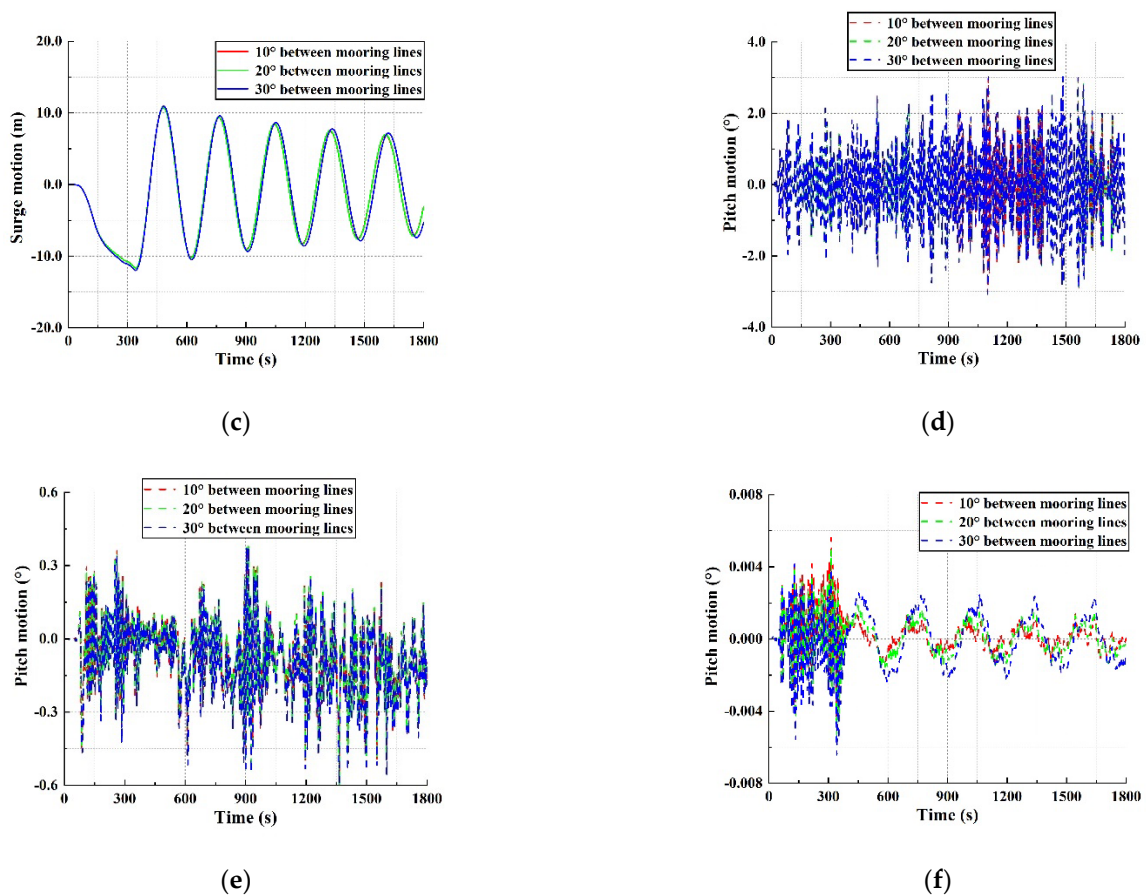 20.0
10.0
0.0
-10.0
-20.0
Surge motion (m)
10° between mooring lines
20° between mooring lines
30° between mooring lines
0 300 600 900 1200 1500 1800
Time (s)
(c)
4.0
2.0
0.0
-2.0
-4.0
Pitch motion (°)
10° between mooring lines
20° between mooring lines
30° between mooring lines
0 300 600 900 1200 1500 1800
Time (s)
(d)
0.6
0.3
0.0
-0.3
-0.6
Pitch motion (°)
10° between mooring lines
20° between mooring lines
30° between mooring lines
0 300 600 900 1200 1500 1800
Time (s)
(e)
0.008
0.004
0.000
-0.004
-0.008
Pitch motion (°)
10° between mooring lines
20° between mooring lines
30° between mooring lines
0 300 600 900 1200 1500 1800
Time (s)
(f)